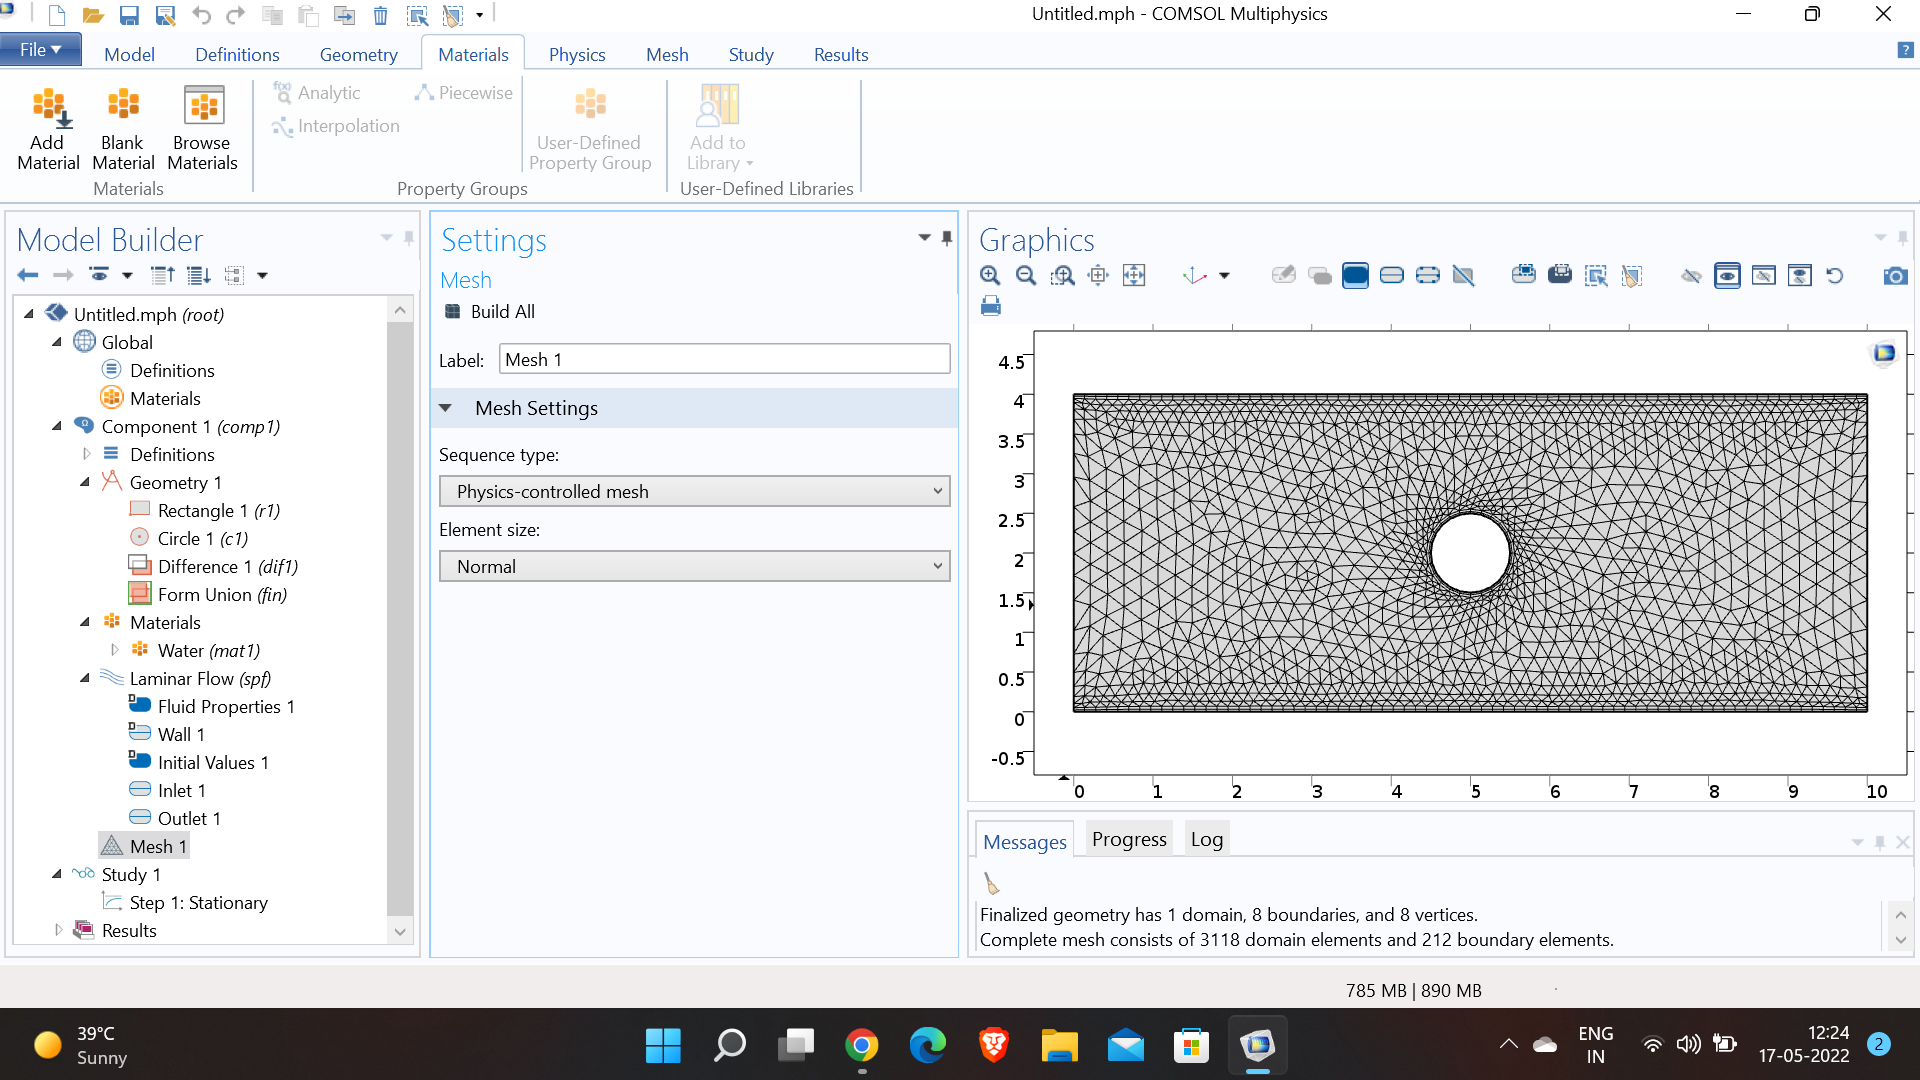 Untitled.mph - COMSOL Multiphysics
File
Model
Definitions
Geometry
Materials
Physics
Mesh
Study
Results
?
Add Material
Blank Material
Browse Materials
Materials
f(x) Analytic
Piecewise
Interpolation
User-Defined Property Group
Property Groups
Add to Library
User-Defined Libraries
Model Builder
Untitled.mph (root)
Global
Definitions
Materials
Component 1 (comp1)
Definitions
Geometry 1
Rectangle 1 (r1)
Circle 1 (c1)
Difference 1 (dif1)
Form Union (fin)
Materials
Water (mat1)
Laminar Flow (spf)
D Fluid Properties 1
D Wall 1
D Initial Values 1
Inlet 1
Outlet 1
Mesh 1
Study 1
Step 1: Stationary
Results
Settings
Mesh
Build All
Label: Mesh 1
Mesh Settings
Sequence type:
Physics-controlled mesh
Element size:
Normal
Graphics
4.5
4
3.5
3
2.5
2
1.5
1
0.5
0
-0.5
0 1 2 3 4 5 6 7 8 9 10
Messages
Progress
Log
Finalized geometry has 1 domain, 8 boundaries, and 8 vertices.
Complete mesh consists of 3118 domain elements and 212 boundary elements.
785 MB | 890 MB
39°C
Sunny
ENG
IN
12:24
17-05-2022
2